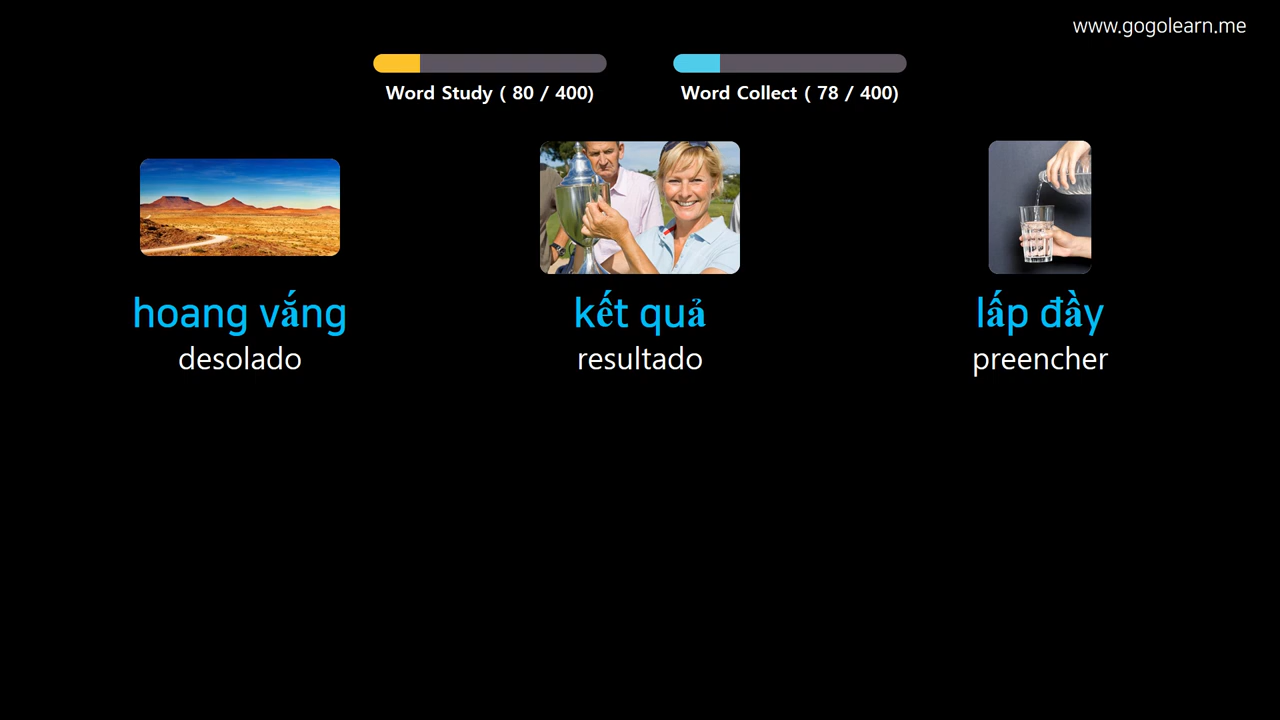 www.gogolearn.me
Word Study ( 80 / 400)
Word Collect ( 78 / 400)
hoang vắng
desolado
kết quả
resultado
lấp đầy
preencher